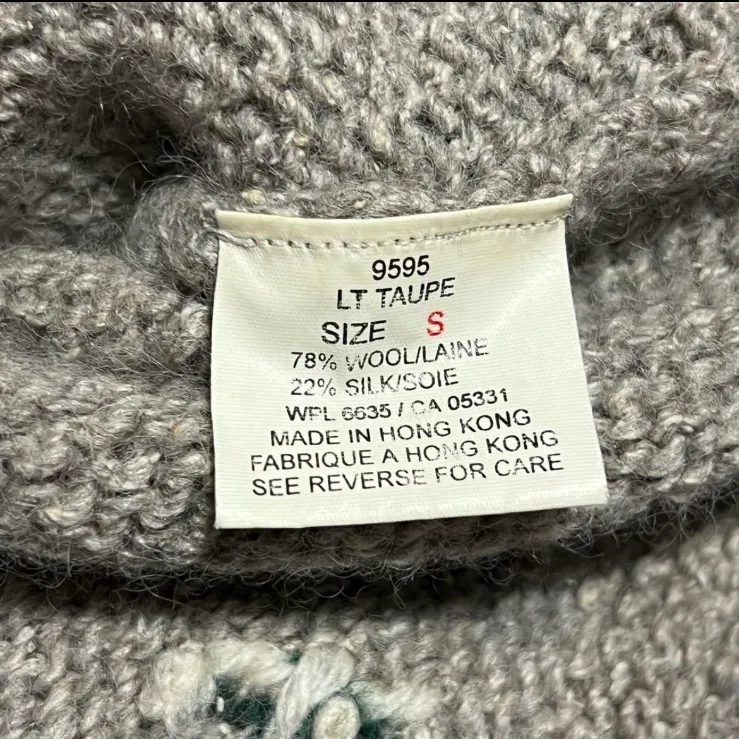 9595
LT TAUPE
SIZE S
78% WOOL/LAINE
22% SILK/SOIE
WPL 6635 / CA 05331
MADE IN HONG KONG
FABRIQUE A HONG KONG
SEE REVERSE FOR CARE